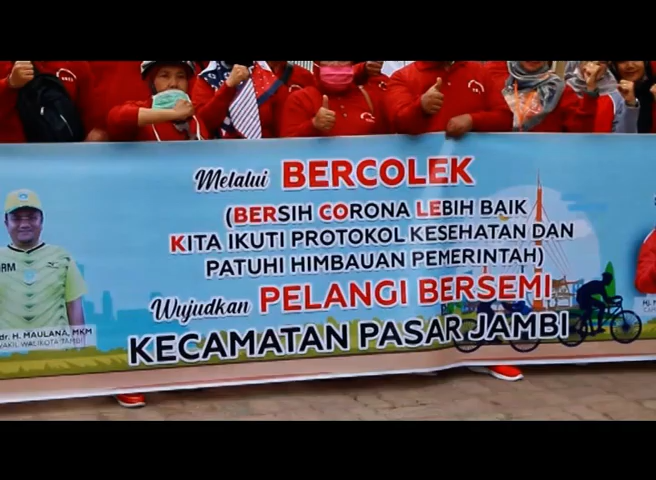 Melalui BERCOLEK
(BERSIH CORONA LEBIH BAIK
KITA IKUTI PROTOKOL KESEHATAN DAN
PATUHI HIMBAUAN PEMERINTAH)
Wujudkan PELANGI BERSEMI
KECAMATAN PASAR JAMBI
dr. H. MAULANA, MKM
WAKIL WALIKOTA JAMBI